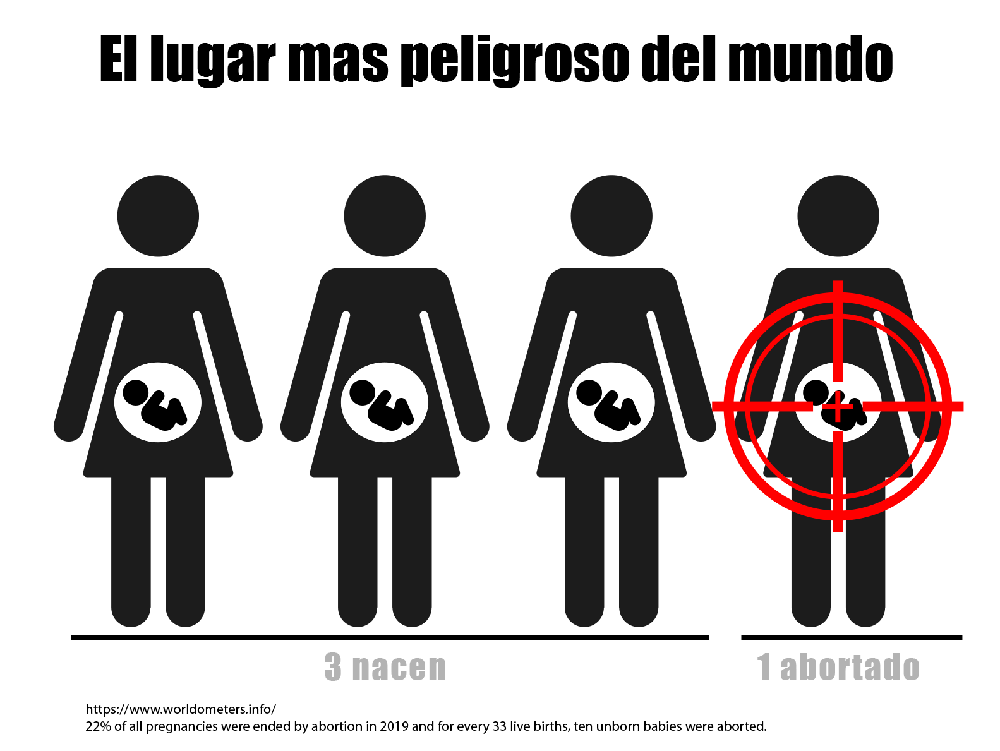 El lugar mas peligroso del mundo
3 nacen
1 abortado
https://www.worldometers.info/
22% of all pregnancies were ended by abortion in 2019 and for every 33 live births, ten unborn babies were aborted.